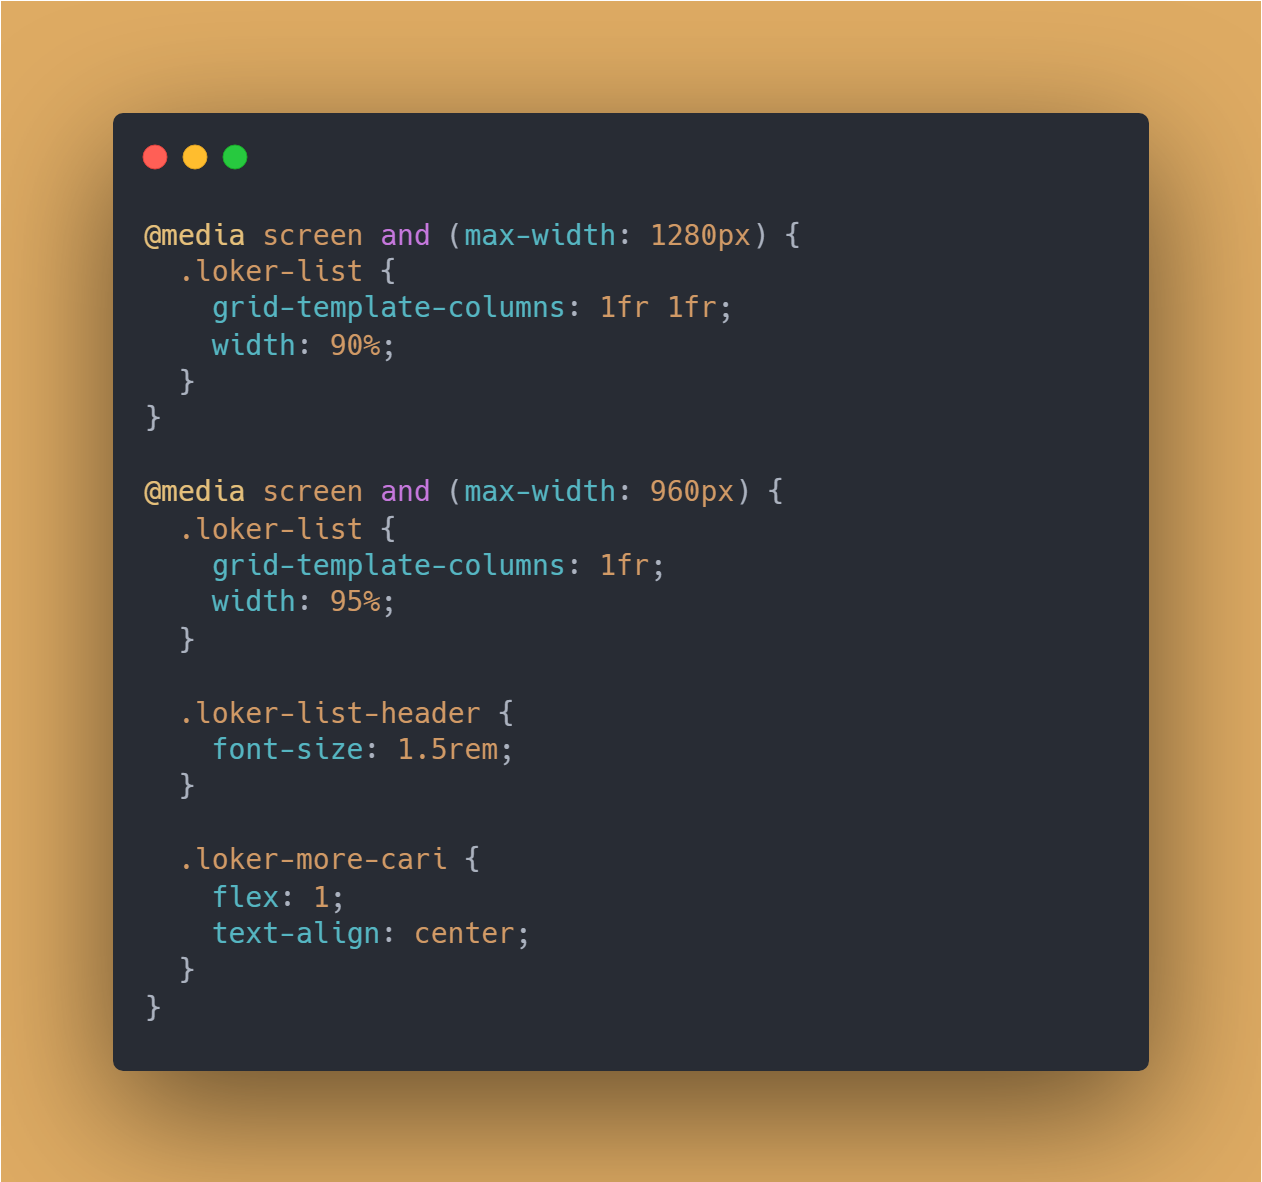 @media screen and (max-width: 1280px) {
  .loker-list {
    grid-template-columns: 1fr 1fr;
    width: 90%;
  }
}

@media screen and (max-width: 960px) {
  .loker-list {
    grid-template-columns: 1fr;
    width: 95%;
  }

  .loker-list-header {
    font-size: 1.5rem;
  }

  .loker-more-cari {
    flex: 1;
    text-align: center;
  }
}